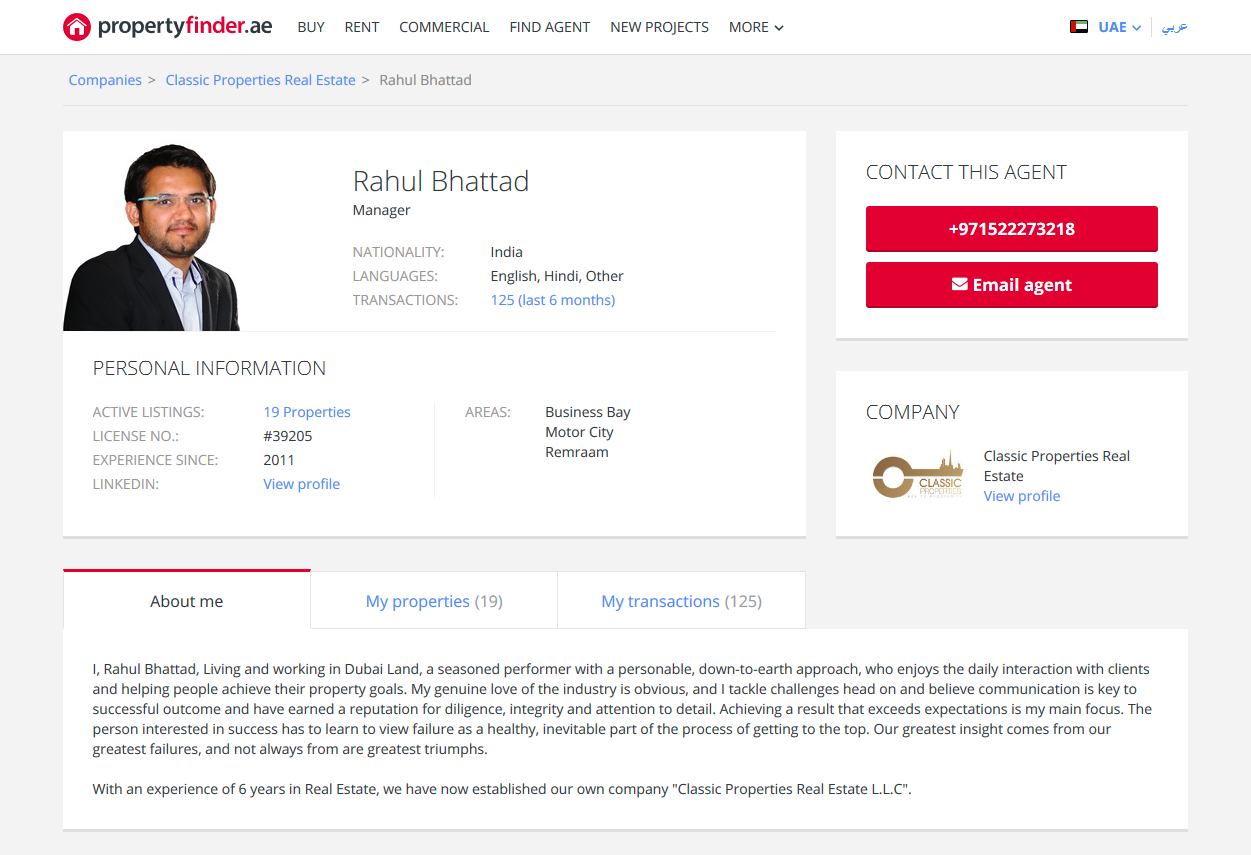 propertyfinder.ae BUY RENT COMMERCIAL FIND AGENT NEW PROJECTS MORE UAE عربي
Companies > Classic Properties Real Estate > Rahul Bhattad
Rahul Bhattad
Manager
NATIONALITY: India
LANGUAGES: English, Hindi, Other
TRANSACTIONS: 125 (last 6 months)
PERSONAL INFORMATION
ACTIVE LISTINGS: 19 Properties
LICENSE NO.: #39205
EXPERIENCE SINCE: 2011
LINKEDIN: View profile
AREAS: Business Bay
Motor City
Remraam
CONTACT THIS AGENT
+971522273218
Email agent
COMPANY
CLASSIC
PROPERTIES
Classic Properties Real
Estate
View profile
About me My properties (19) My transactions (125)
I, Rahul Bhattad, Living and working in Dubai Land, a seasoned performer with a personable, down-to-earth approach, who enjoys the daily interaction with clients
and helping people achieve their property goals. My genuine love of the industry is obvious, and I tackle challenges head on and believe communication is key to
successful outcome and have earned a reputation for diligence, integrity and attention to detail. Achieving a result that exceeds expectations is my main focus. The
person interested in success has to learn to view failure as a healthy, inevitable part of the process of getting to the top. Our greatest insight comes from our
greatest failures, and not always from are greatest triumphs.
With an experience of 6 years in Real Estate, we have now established our own company "Classic Properties Real Estate L.L.C".